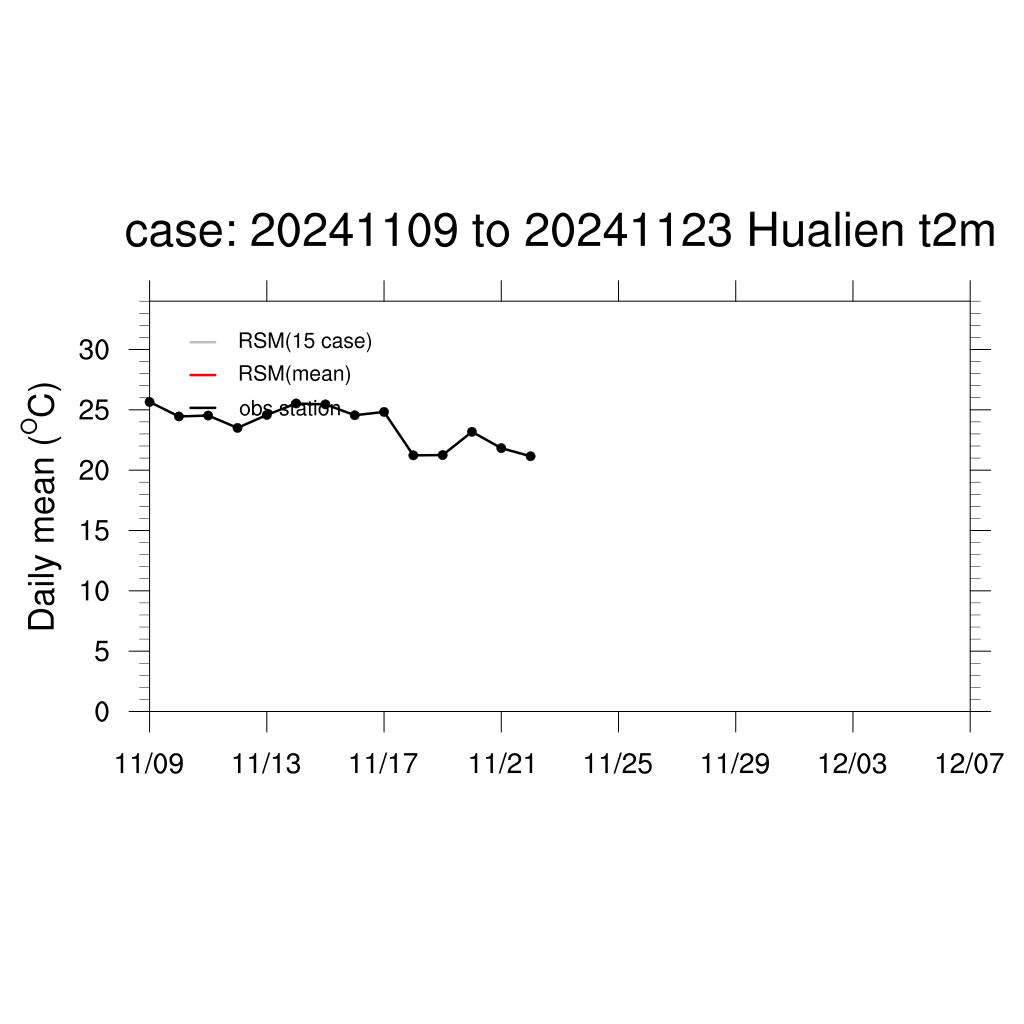 case: 20241109 to 20241123 Hualien t2m
RSM(15 case)
RSM(mean)
obs station
Daily mean (°C)
30
25
20
15
10
5
0
11/09 11/13 11/17 11/21 11/25 11/29 12/03 12/07